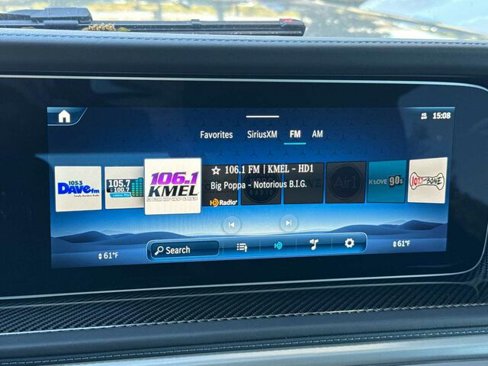 15:08
Favorites SiriusXM FM AM
105.3
DAVE fm
105.7
106.1
KMEL
☆ 106.1 FM | KMEL - HD1
Big Poppa - Notorious B.I.G.
HD Radio
K LOVE 90s
Search
61°F
61°F